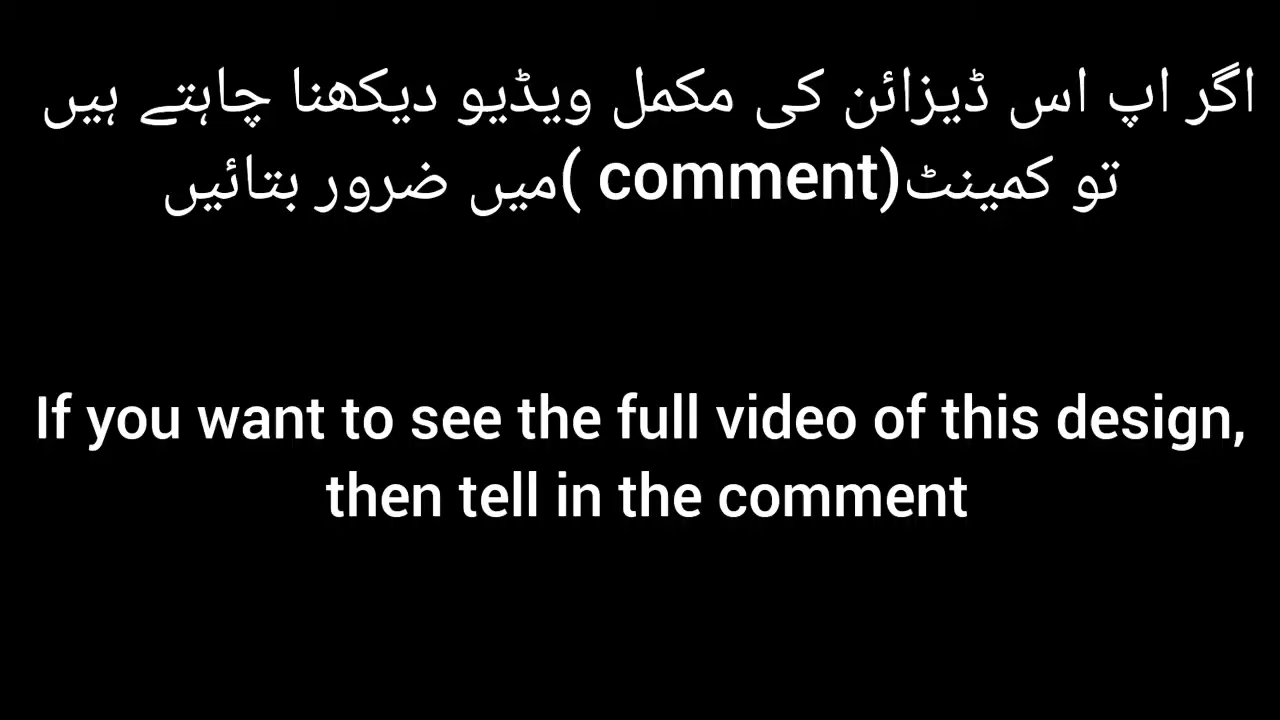 اگر اپ اس ڈیزائن کی مکمل ویڈیو دیکھنا چاہتے ہیں
تو کمینٹ(comment )میں ضرور بتائیں
If you want to see the full video of this design,
then tell in the comment